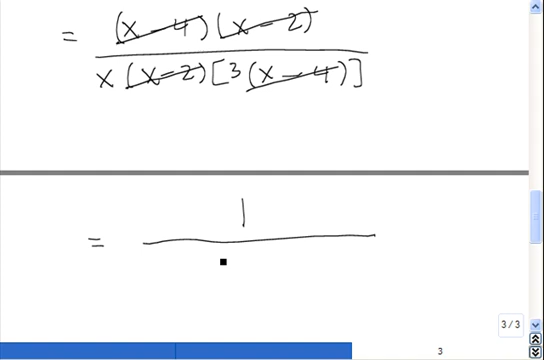 = (x - 4)(x - 2)
x(x-2)[3(x-4)]
= 1
3/3
3